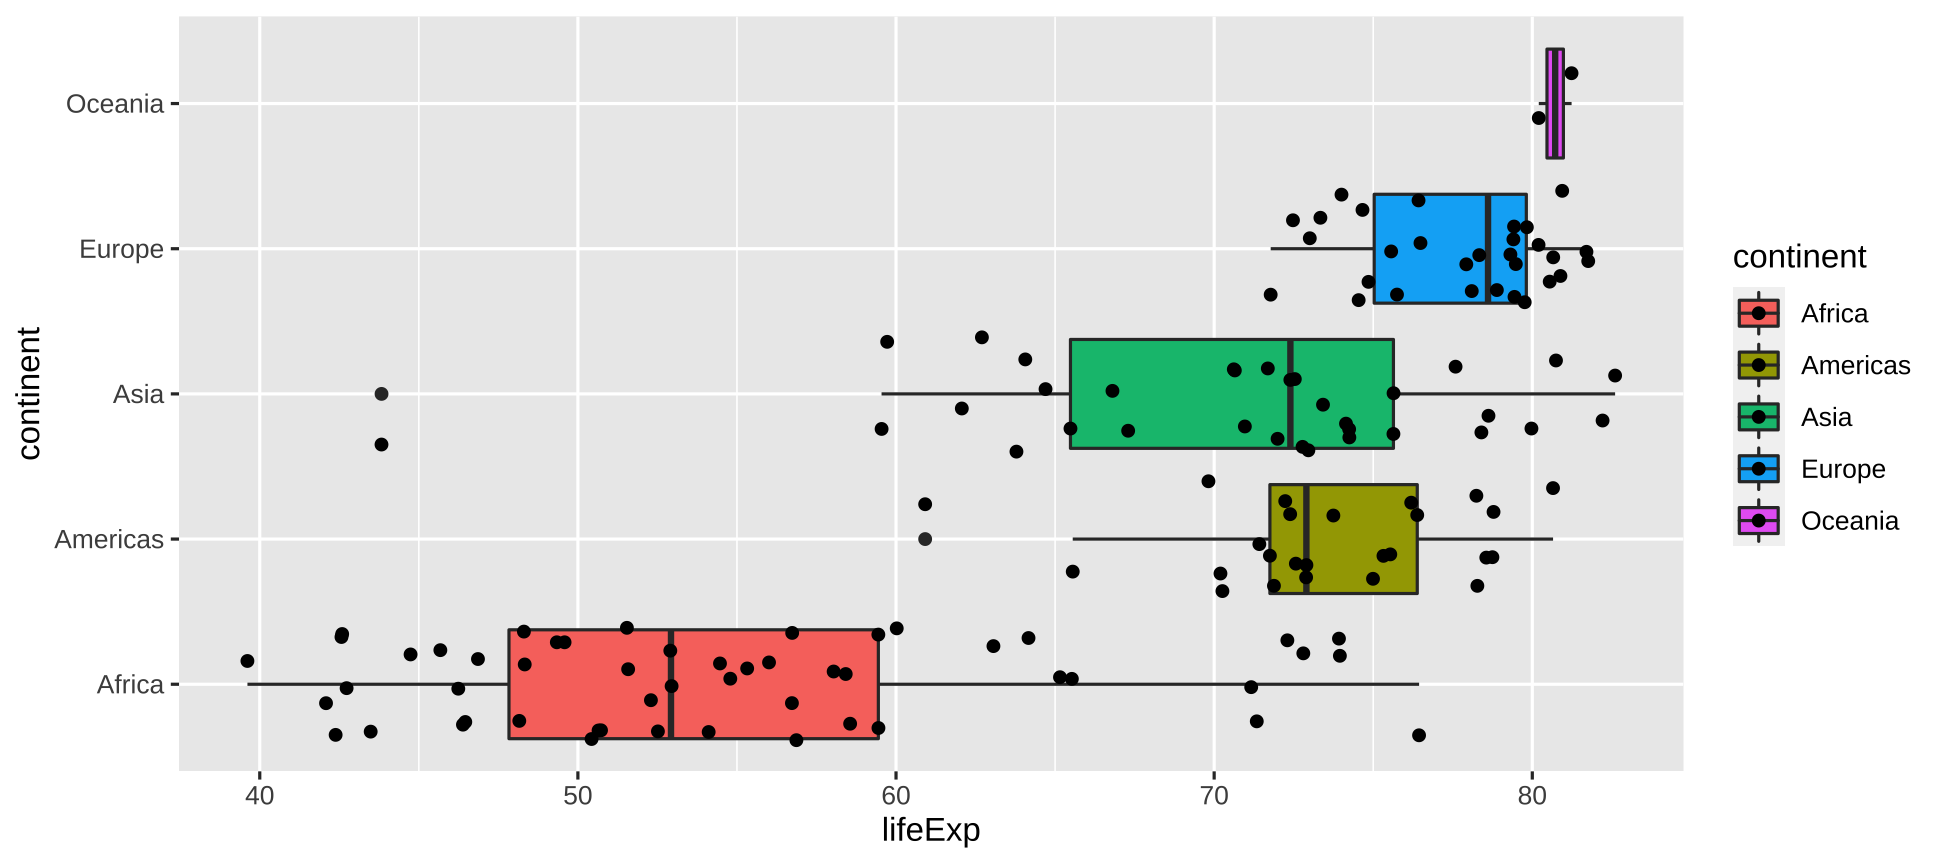 Oceania
Europe
Asia
Americas
Africa
continent
40 50 60 70 80
lifeExp
continent
Africa
Americas
Asia
Europe
Oceania